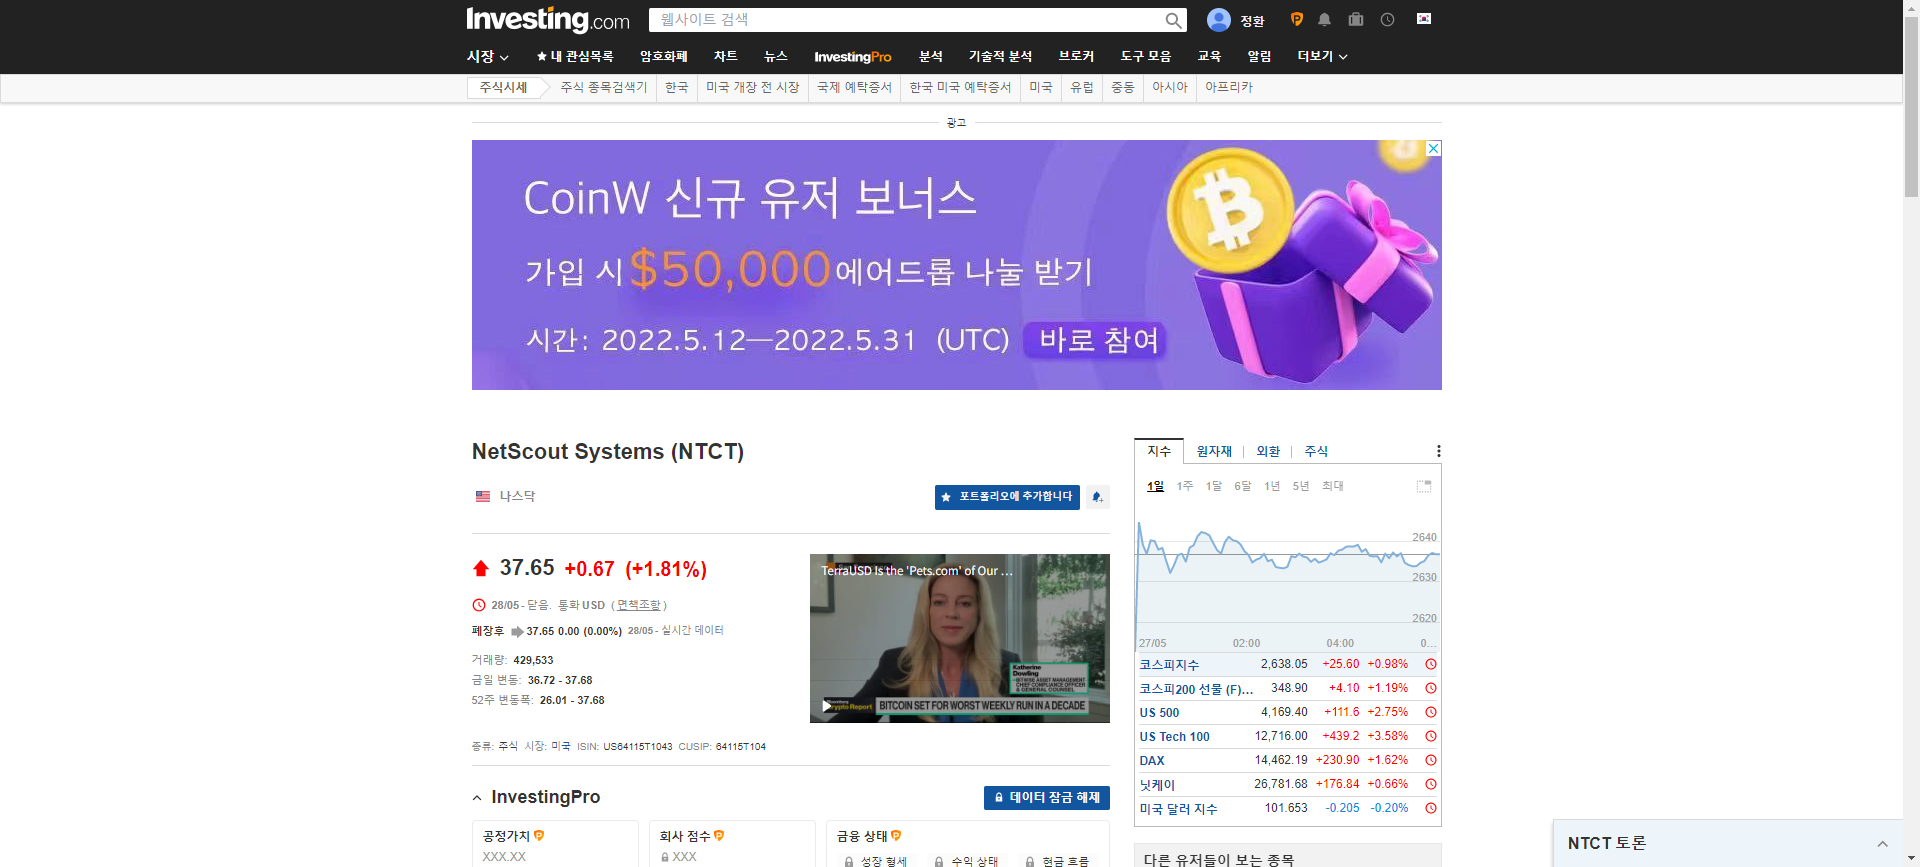 Investing.com
웹사이트 검색
정환
시장
★ 내 관심목록
암호화폐
차트
뉴스
InvestingPro
분석
기술적 분석
브로커
도구 모음
교육
알림
더보기
주식시세
주식 종목검색기
한국
미국 개장 전 시장
국제 예탁증서
한국 미국 예탁증서
미국
유럽
중동
아시아
아프리카
광고
CoinW 신규 유저 보너스
가입 시 $50,000에어드롭 나눌 받기
시간: 2022.5.12—2022.5.31 (UTC) 바로 참여
NetScout Systems (NTCT)
나스닥
포트폴리오에 추가합니다
37.65 +0.67 (+1.81%)
28/05 - 닫음. 통화 USD ( 면책조항 )
폐장후 37.65 0.00 (0.00%) 28/05 - 실시간 데이터
거래량: 429,533
금일 변동: 36.72 - 37.68
52주 변동폭: 26.01 - 37.68
TerraUSD Is the 'Pets.com' of Our ...
Katherine
Dowling
BITWISE ASSET MANAGEMENT
CHIEF COMPLIANCE OFFICER
& GENERAL COUNSEL
BITCOIN SET FOR WORST WEEKLY RUN IN A DECADE
종류: 주식 시장: 미국 ISIN: US64115T1043 CUSIP: 64115T104
InvestingPro
데이터 잠금 해제
공정가치
XXX.XX
회사 점수
XXX
금융 상태
성장 형세
수익 상태
현금 흐름
지수
원자재
외환
주식
1일 1주 1달 6달 1년 5년 최대
2640
2630
2620
27/05 02:00 04:00 0...
코스피지수 2,638.05 +25.60 +0.98%
코스피200 선물 (F)... 348.90 +4.10 +1.19%
US 500 4,169.40 +111.6 +2.75%
US Tech 100 12,716.00 +439.2 +3.58%
DAX 14,462.19 +230.90 +1.62%
닛케이 26,781.68 +176.84 +0.66%
미국 달러 지수 101.653 -0.205 -0.20%
다른 유저들이 보는 종목
NTCT 토론